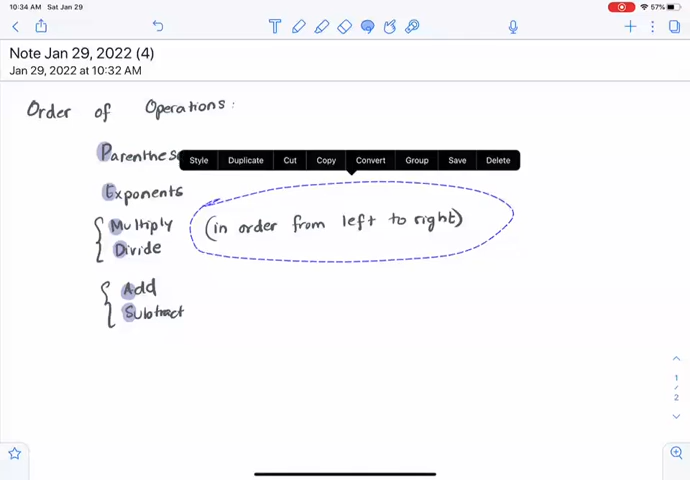 10:34 AM Sat Jan 29
57%
Note Jan 29, 2022 (4)
Jan 29, 2022 at 10:32 AM
Order of Operations:
Parenthes
Style Duplicate Cut Copy Convert Group Save Delete
Exponents
Multiply (in order from left to right)
Divide
Add
Subtract
1
/
2